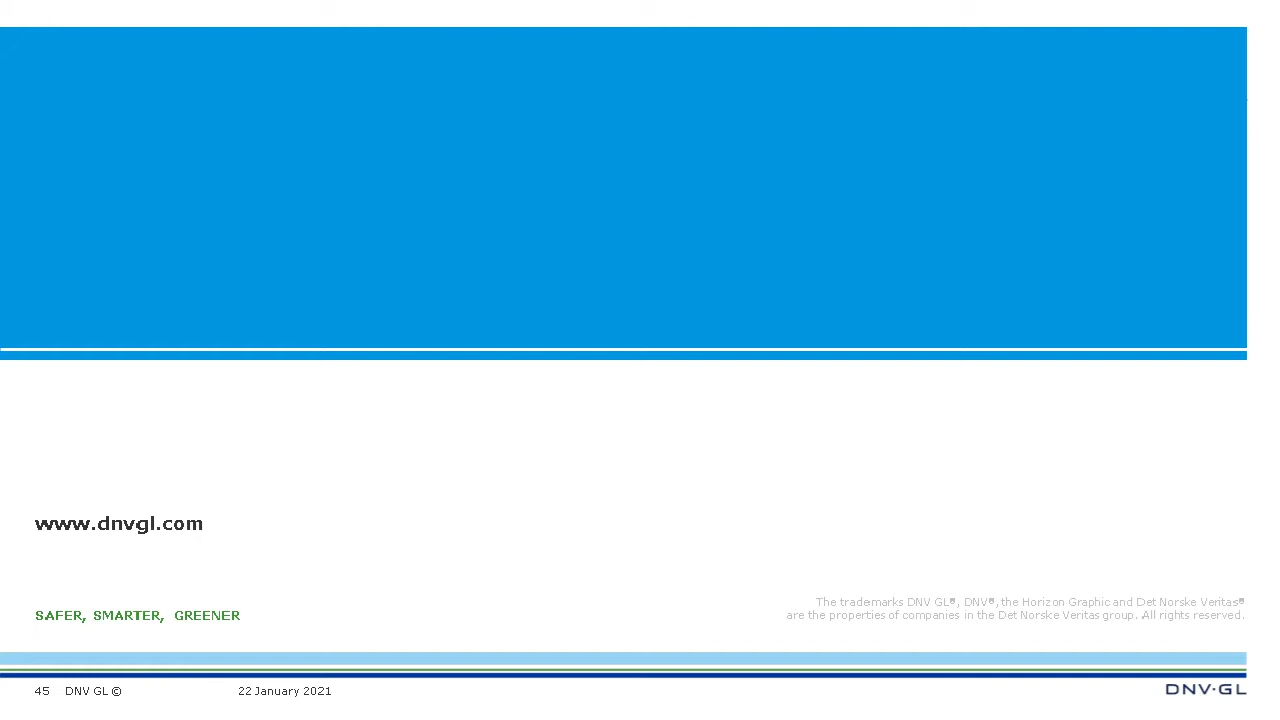 www.dnvgl.com
SAFER, SMARTER, GREENER
The trademarks DNV GL®, DNV®, the Horizon Graphic and Det Norske Veritas®
are the properties of companies in the Det Norske Veritas group. All rights reserved.
45 DNV GL © 22 January 2021
DNV·GL